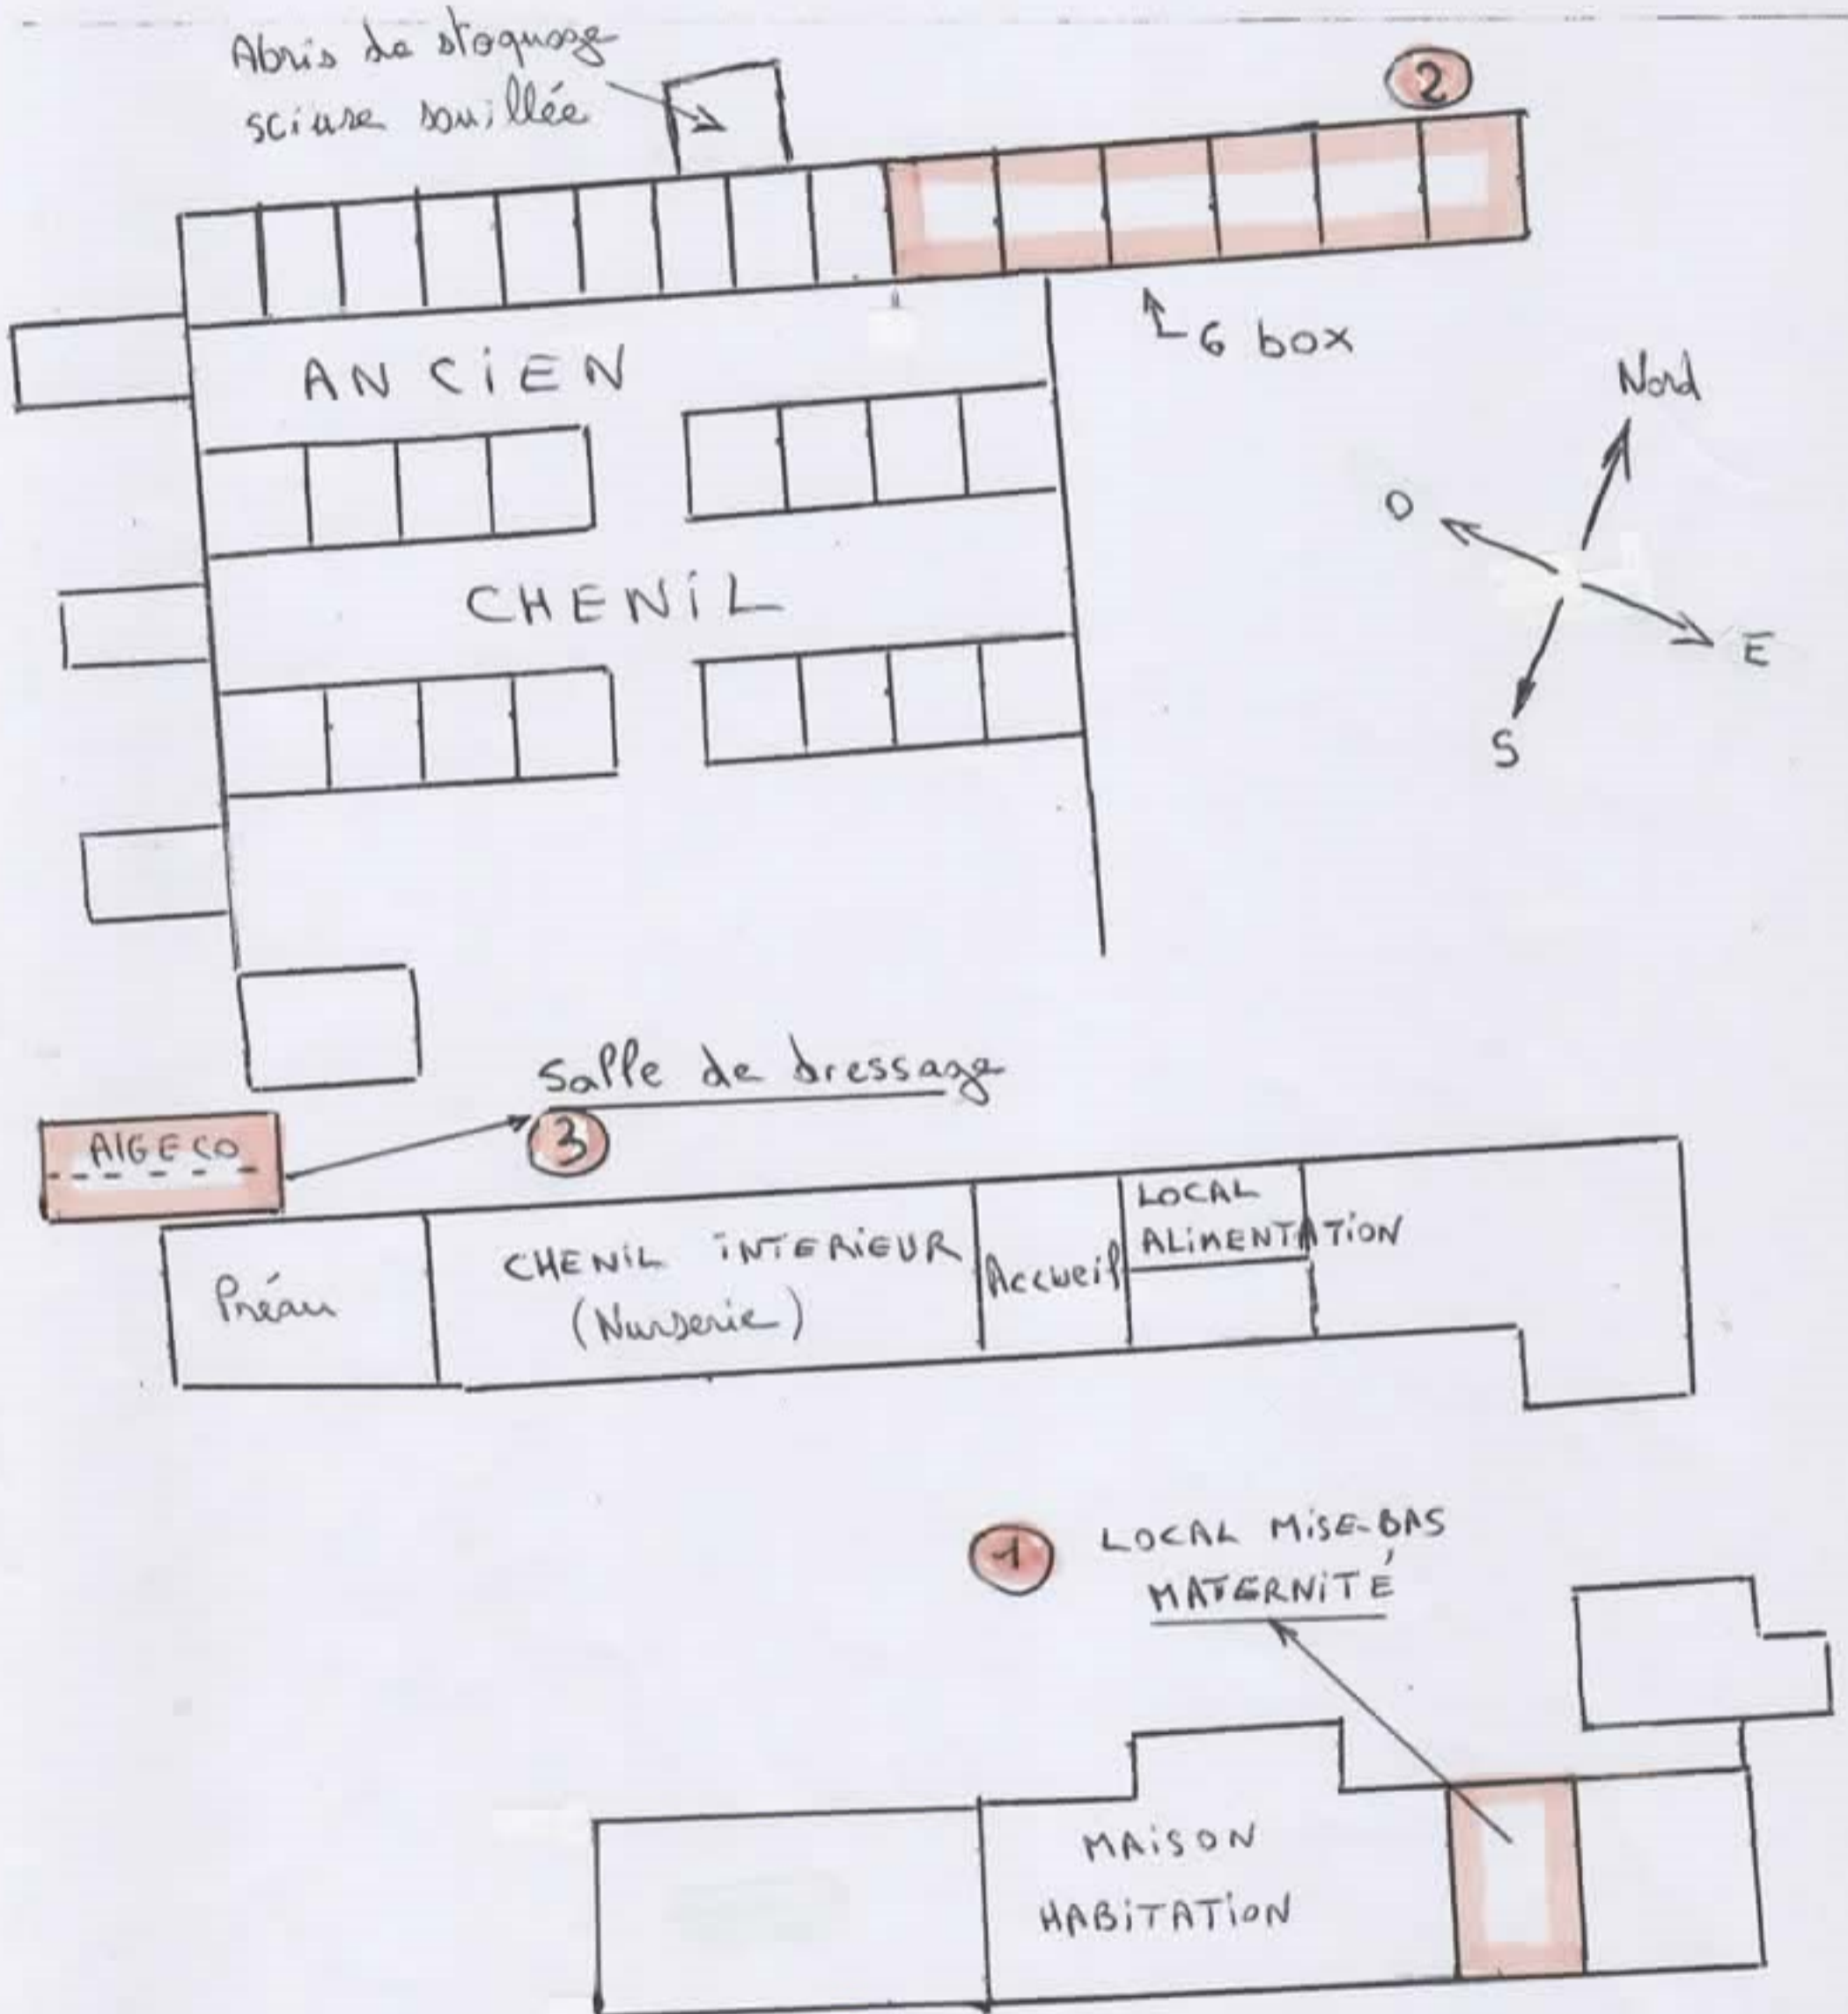 Abris de stoquage
sciure souillée
2
6 box
ANCIEN
CHENIL
Nord
O
E
S
Salle de dressage
3
AlGECO
Préau
CHENIL INTERIEUR
(Nurserie)
Accueil
LOCAL
ALIMENTATION
1
LOCAL MISE-BAS
MATERNITÉ
MAISON
HABITATION